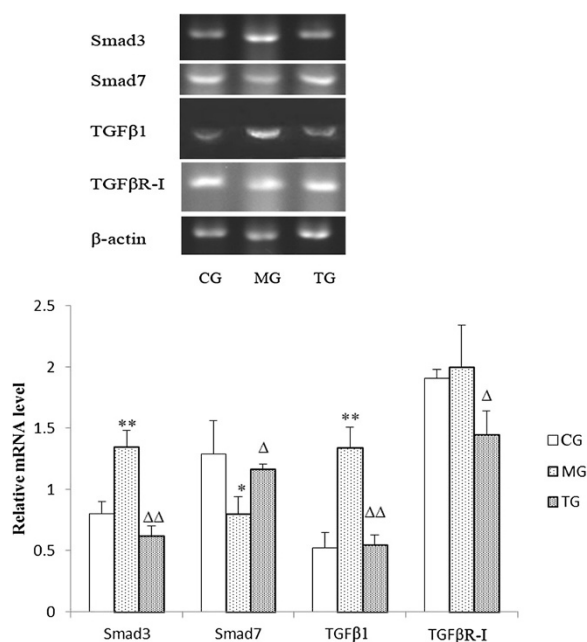 Smad3
Smad7
TGFβ1
TGFβR-I
β-actin
CG MG TG
2.5
2
1.5
1
0.5
0
Relative mRNA level
**
ΔΔ
*
Δ
**
ΔΔ
Δ
CG
MG
TG
Smad3 Smad7 TGFβ1 TGFβR-I